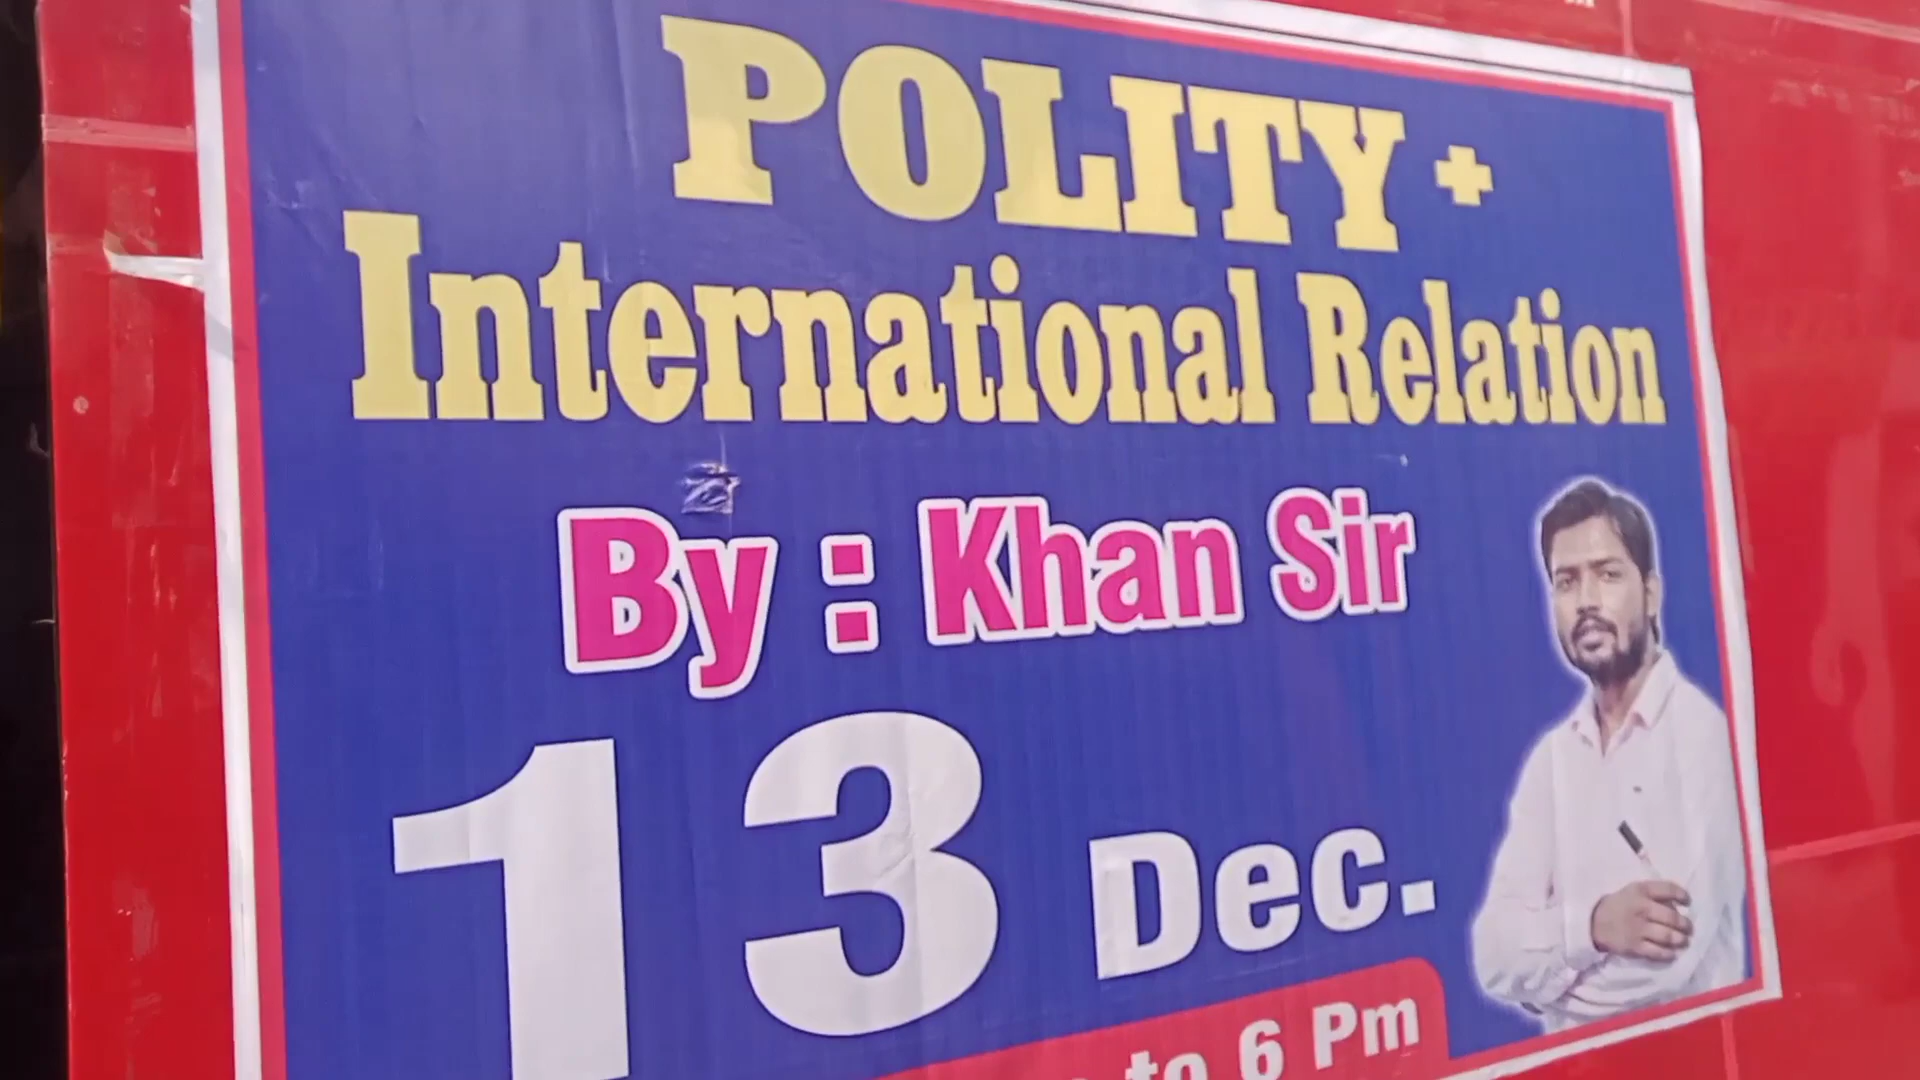 POLITY +
International Relation
By : Khan Sir
13 Dec.
to 6 Pm